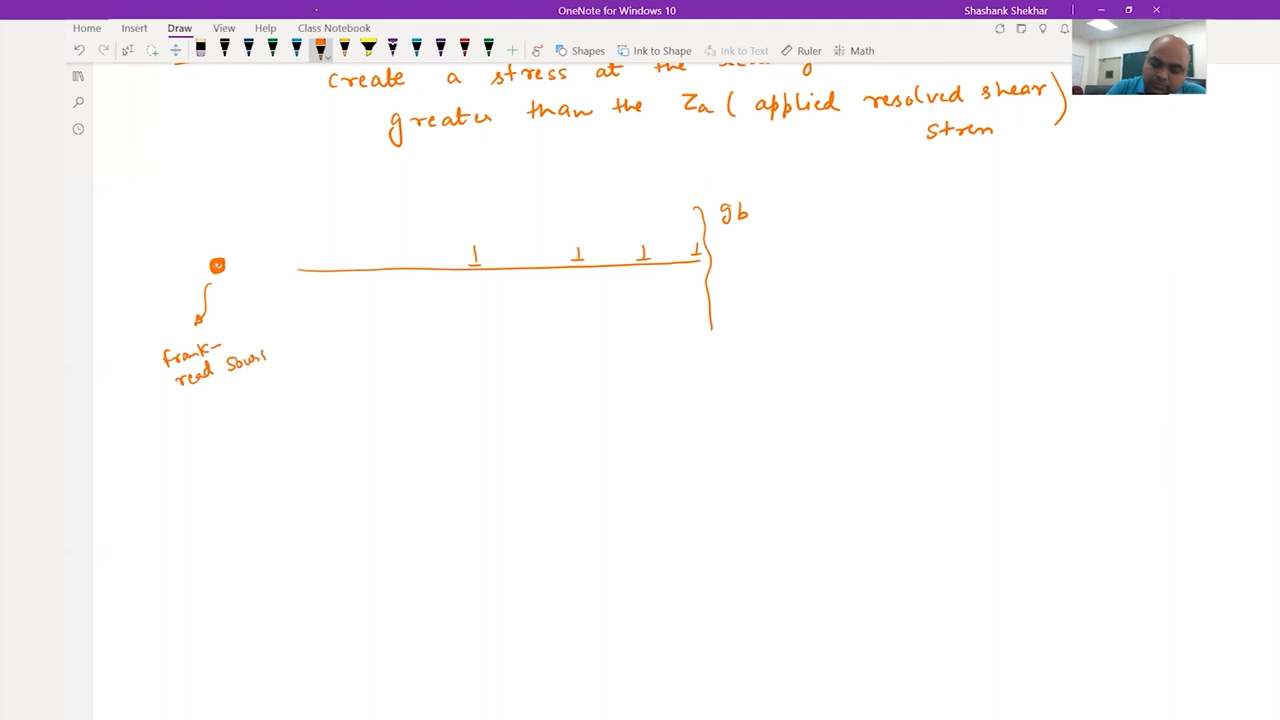 OneNote for Windows 10
Shashank Shekhar
Home Insert Draw View Help Class Notebook
Shapes Ink to Shape Ink to Text Ruler Math
create a stress at the
greater than the τa ( applied resolved shear )
stress
gb
frank-
read